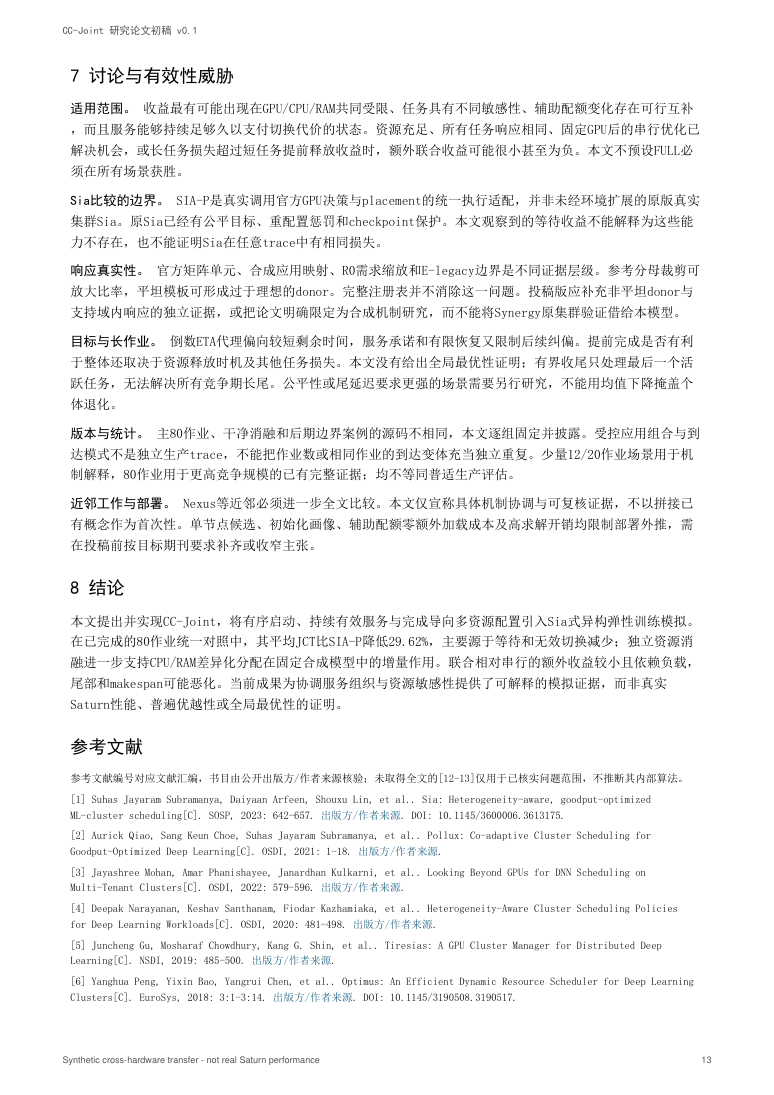 CC-Joint 研究论文初稿 v0.1
7 讨论与有效性威胁
适用范围。 收益最有可能出现在GPU/CPU/RAM共同受限、任务具有不同敏感性、辅助配额变化存在可行互补
，而且服务能够持续足够久以支付切换代价的状态。资源充足、所有任务响应相同、固定GPU后的串行优化已
解决机会，或长任务损失超过短任务提前释放收益时，额外联合收益可能很小甚至为负。本文不预设FULL必
须在所有场景获胜。
Sia比较的边界。 SIA-P是真实调用官方GPU决策与placement的统一执行适配，并非未经环境扩展的原版真实
集群Sia。原Sia已经有公平目标、重配置惩罚和checkpoint保护。本文观察到的等待收益不能解释为这些能
力不存在，也不能证明Sia在任意trace中有相同损失。
响应真实性。 官方矩阵单元、合成应用映射、R0需求缩放和E-legacy边界是不同证据层级。参考分母裁剪可
放大比率，平坦模板可形成过于理想的donor。完整注册表并不消除这一问题。投稿版应补充非平坦donor与
支持域内响应的独立证据，或把论文明确限定为合成机制研究，而不能将Synergy原集群验证借给本模型。
目标与长作业。 倒数ETA代理偏向较短剩余时间，服务承诺和有限恢复又限制后续纠偏。提前完成是否有利
于整体还取决于资源释放时机及其他任务损失。本文没有给出全局最优性证明；有界收尾只处理最后一个活
跃任务，无法解决所有竞争期长尾。公平性或尾延迟要求更强的场景需要另行研究，不能用均值下降掩盖个
体退化。
版本与统计。 主80作业、干净消融和后期边界案例的源码不相同，本文逐组固定并披露。受控应用组合与到
达模式不是独立生产trace，不能把作业数或相同作业的到达变体充当独立重复。少量12/20作业场景用于机
制解释，80作业用于更高竞争规模的已有完整证据；均不等同普适生产评估。
近邻工作与部署。 Nexus等近邻必须进一步全文比较。本文仅宣称具体机制协调与可复核证据，不以拼接已
有概念作为首次性。单节点候选、初始化画像、辅助配额零额外加载成本及高求解开销均限制部署外推，需
在投稿前按目标期刊要求补齐或收窄主张。
8 结论
本文提出并实现CC-Joint，将有序启动、持续有效服务与完成导向多资源配置引入Sia式异构弹性训练模拟。
在已完成的80作业统一对照中，其平均JCT比SIA-P降低29.62%，主要源于等待和无效切换减少；独立资源消
融进一步支持CPU/RAM差异化分配在固定合成模型中的增量作用。联合相对串行的额外收益较小且依赖负载，
尾部和makespan可能恶化。当前成果为协调服务组织与资源敏感性提供了可解释的模拟证据，而非真实
Saturn性能、普遍优越性或全局最优性的证明。
参考文献
参考文献编号对应文献汇编，书目由公开出版方/作者来源核验；未取得全文的[12-13]仅用于已核实问题范围，不推断其内部算法。
[1] Suhas Jayaram Subramanya, Daiyaan Arfeen, Shouxu Lin, et al.. Sia: Heterogeneity-aware, goodput-optimized
ML-cluster scheduling[C]. SOSP, 2023: 642-657. 出版方/作者来源. DOI: 10.1145/3600006.3613175.
[2] Aurick Qiao, Sang Keun Choe, Suhas Jayaram Subramanya, et al.. Pollux: Co-adaptive Cluster Scheduling for
Goodput-Optimized Deep Learning[C]. OSDI, 2021: 1-18. 出版方/作者来源.
[3] Jayashree Mohan, Amar Phanishayee, Janardhan Kulkarni, et al.. Looking Beyond GPUs for DNN Scheduling on
Multi-Tenant Clusters[C]. OSDI, 2022: 579-596. 出版方/作者来源.
[4] Deepak Narayanan, Keshav Santhanam, Fiodar Kazhamiaka, et al.. Heterogeneity-Aware Cluster Scheduling Policies
for Deep Learning Workloads[C]. OSDI, 2020: 481-498. 出版方/作者来源.
[5] Juncheng Gu, Mosharaf Chowdhury, Kang G. Shin, et al.. Tiresias: A GPU Cluster Manager for Distributed Deep
Learning[C]. NSDI, 2019: 485-500. 出版方/作者来源.
[6] Yanghua Peng, Yixin Bao, Yangrui Chen, et al.. Optimus: An Efficient Dynamic Resource Scheduler for Deep Learning
Clusters[C]. EuroSys, 2018: 3:1-3:14. 出版方/作者来源. DOI: 10.1145/3190508.3190517.
Synthetic cross-hardware transfer - not real Saturn performance
13